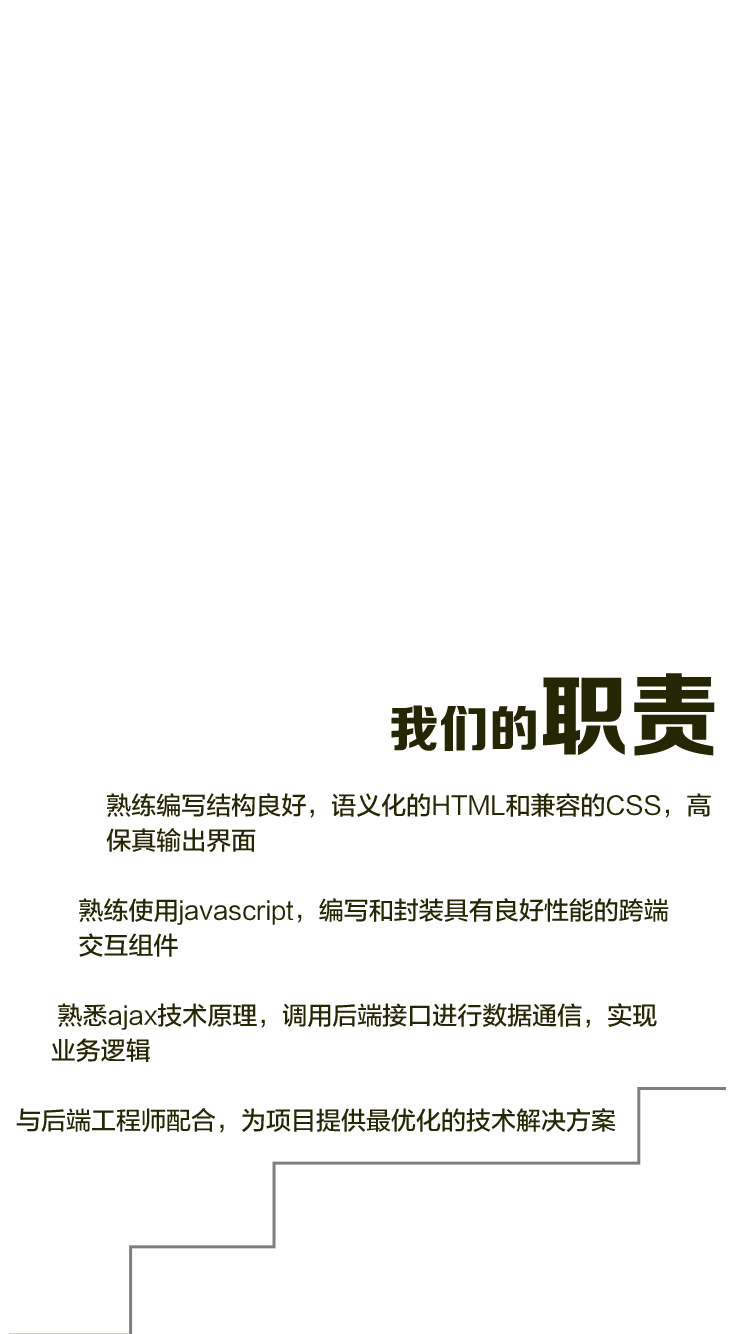 我们的职责
熟练编写结构良好，语义化的HTML和兼容的CSS，高
保真输出界面
熟练使用javascript，编写和封装具有良好性能的跨端
交互组件
熟悉ajax技术原理，调用后端接口进行数据通信，实现
业务逻辑
与后端工程师配合，为项目提供最优化的技术解决方案